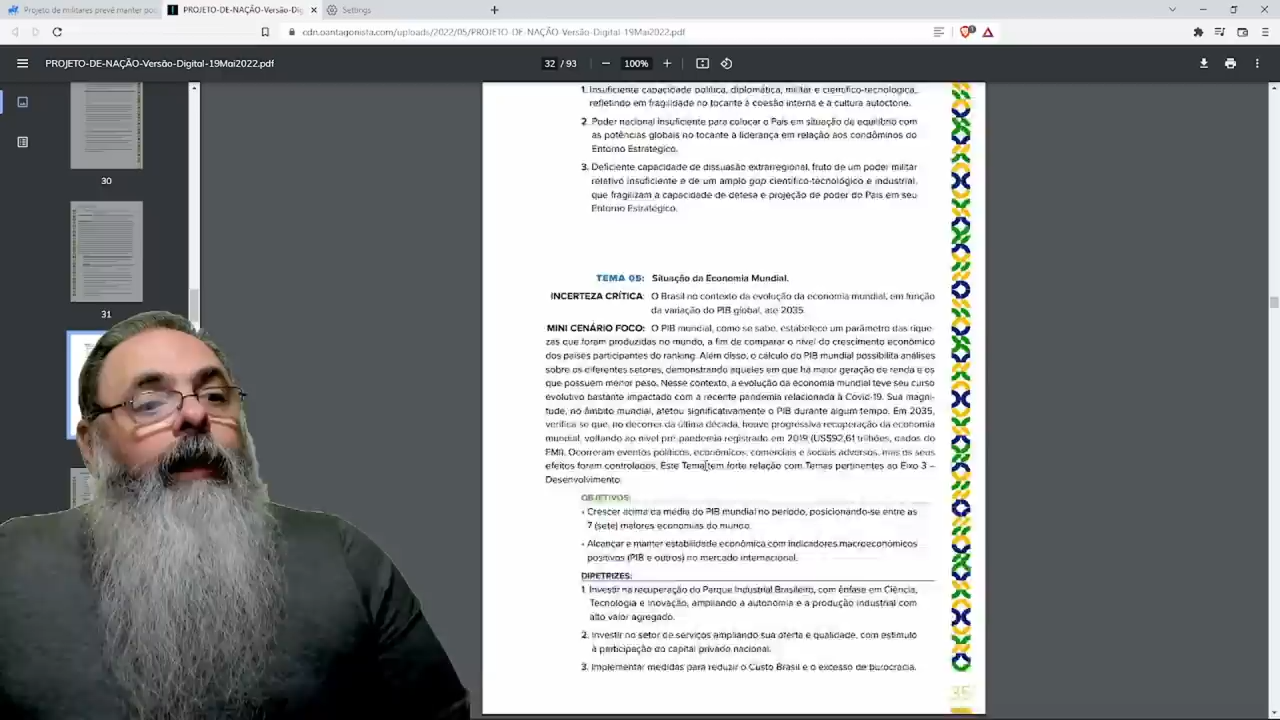 Projeto de militares prevê manter pod
PROJETO-DE-NAÇÃO-Versão-Dig
Settings
cdn.oantagonista.com/uploads/2022/05/PROJETO-DE-NAÇÃO-Versão-Digital-19Mai2022.pdf
PROJETO-DE-NAÇÃO-Versão-Digital-19Mai2022.pdf
32 / 93
100%
30
31
1. Insuficiente capacidade política, diplomática, militar e científico-tecnológica,
refletindo em fragilidade no tocante à coesão interna e à cultura autóctone.
2. Poder nacional insuficiente para colocar o País em situação de equilíbrio com
as potências globais no tocante à liderança em relação aos condôminos do
Entorno Estratégico.
3. Deficiente capacidade de dissuasão extrarregional, fruto de um poder militar
relativo insuficiente e de um amplo gap científico-tecnológico e industrial,
que fragilizam a capacidade de defesa e projeção de poder do País em seu
Entorno Estratégico.
TEMA 05: Situação da Economia Mundial.
INCERTEZA CRÍTICA: O Brasil no contexto da evolução da economia mundial, em função
da variação do PIB global, até 2035.
MINI CENÁRIO FOCO: O PIB mundial, como se sabe, estabelece um parâmetro das rique-
zas que foram produzidas no mundo, a fim de comparar o nível do crescimento econômico
dos países participantes do ranking. Além disso, o cálculo do PIB mundial possibilita análises
sobre os diferentes setores, demonstrando aqueles em que há maior geração de renda e os
que possuem menor peso. Nesse contexto, a evolução da economia mundial teve seu curso
evolutivo bastante impactado com a recente pandemia relacionada à Covid-19. Sua magni-
tude, no âmbito mundial, afetou significativamente o PIB durante algum tempo. Em 2035,
verifica-se que, no decorrer da última década, houve progressiva recuperação da economia
mundial, voltando ao nível pré-pandemia registrado em 2019 (US$92,61 trilhões, dados do
FMI). Ocorreram eventos políticos, econômicos, comerciais e sociais adversos, mas os seus
efeitos foram controlados. Este Tema tem forte relação com Temas pertinentes ao Eixo 3 –
Desenvolvimento.
OBJETIVOS:
• Crescer acima da média do PIB mundial no período, posicionando-se entre as
7 (sete) maiores economias do mundo.
• Alcançar e manter estabilidade econômica com indicadores macroeconômicos
positivos (PIB e outros) no mercado internacional.
DIRETRIZES:
1. Investir na recuperação do Parque Industrial Brasileiro, com ênfase em Ciência,
Tecnologia e Inovação, ampliando a autonomia e a produção industrial com
alto valor agregado.
2. Investir no setor de serviços ampliando sua oferta e qualidade, com estímulo
à participação do capital privado nacional.
3. Implementar medidas para reduzir o Custo Brasil e o excesso de burocracia.
35